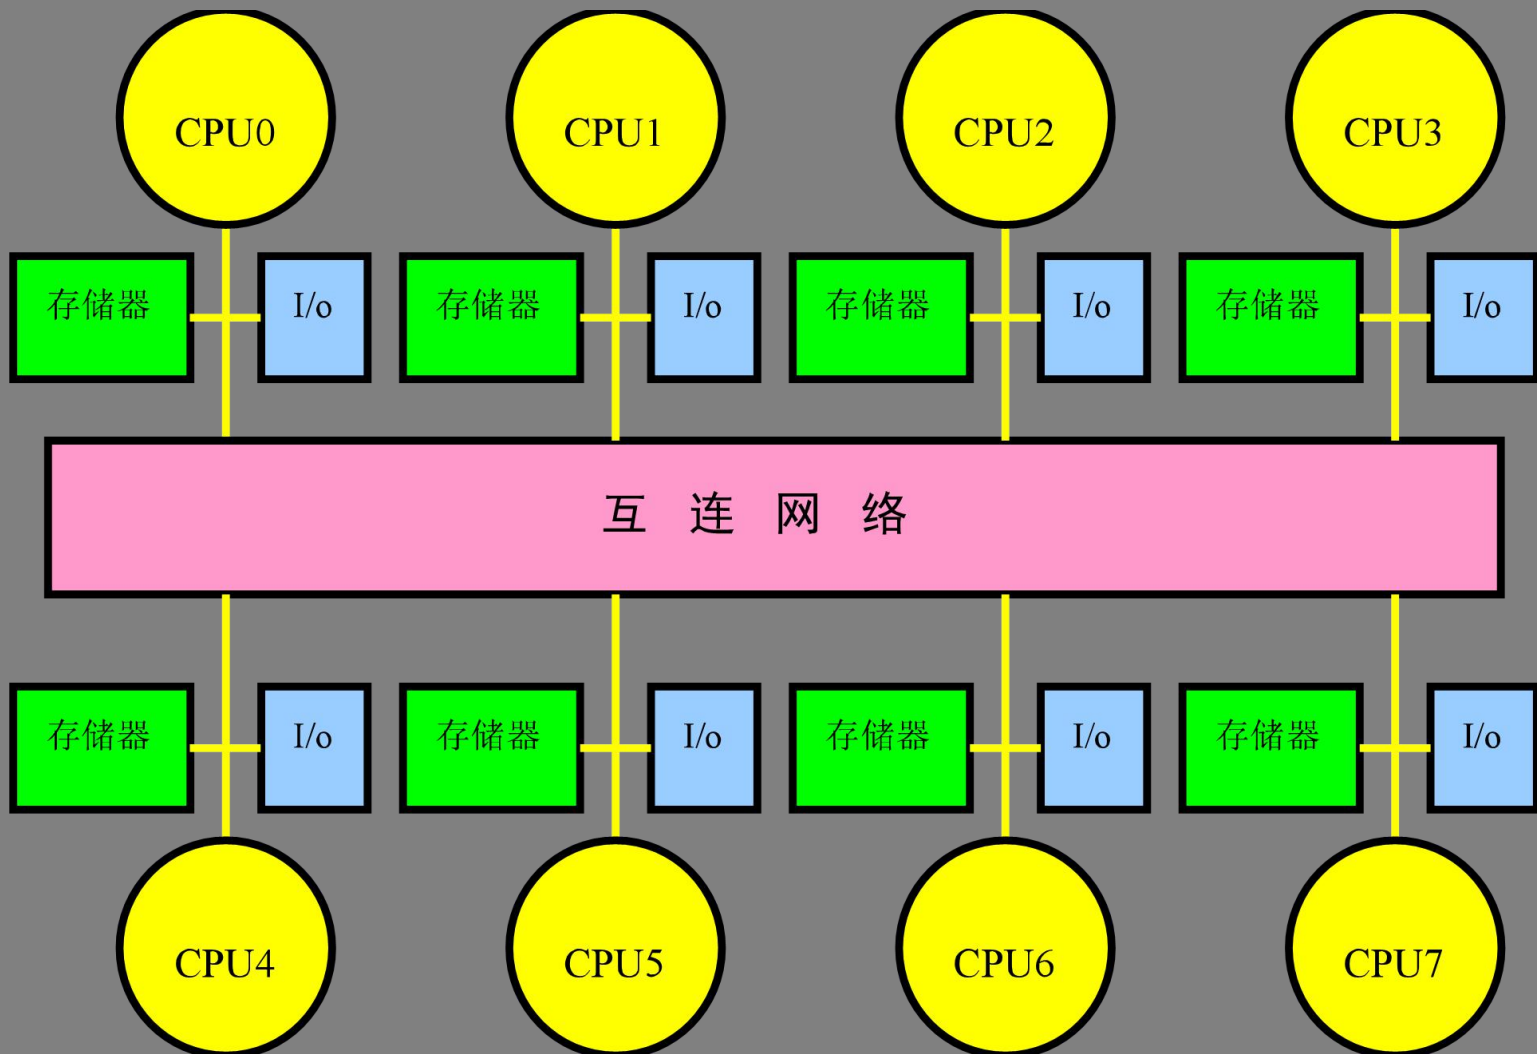 CPU0
CPU1
CPU2
CPU3
存储器
I/o
存储器
I/o
存储器
I/o
存储器
I/o
互 连 网 络
存储器
I/o
存储器
I/o
存储器
I/o
存储器
I/o
CPU4
CPU5
CPU6
CPU7